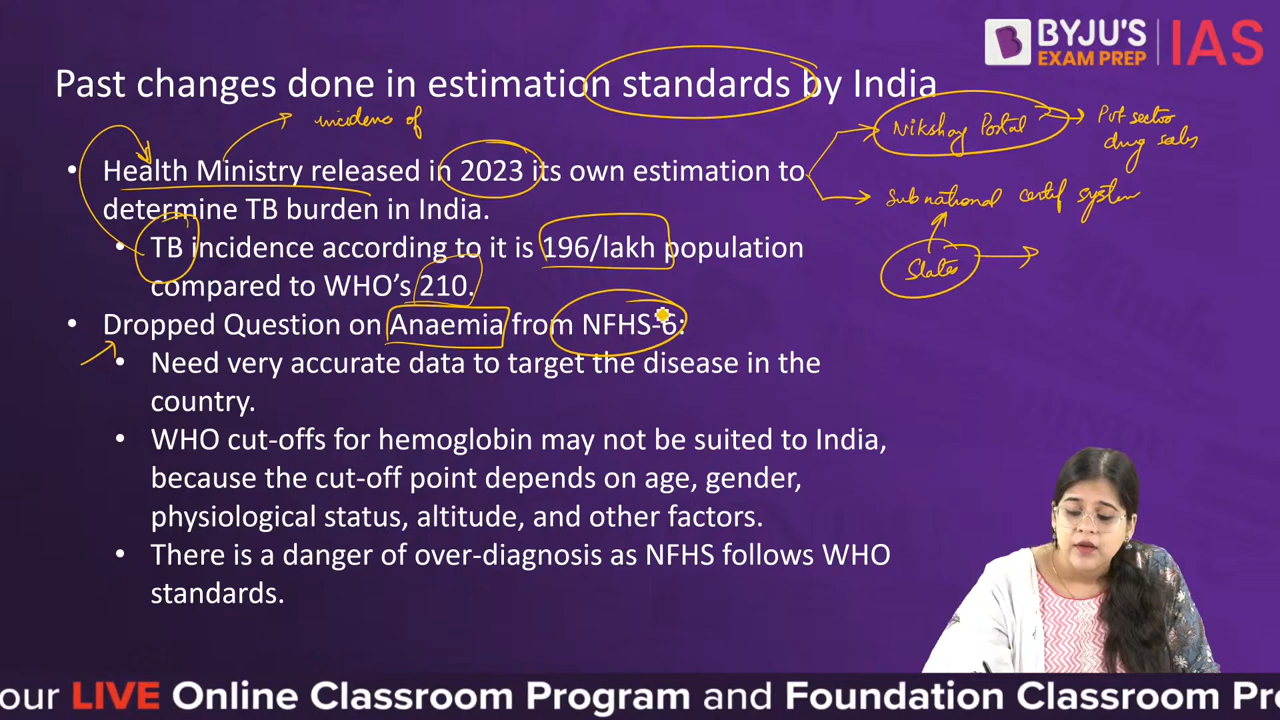 BYJU'S
EXAM PREP
IAS
Past changes done in estimation standards by India
incidence of
Nikshay Portal
Pvt sector
drug sales
• Health Ministry released in 2023 its own estimation to
determine TB burden in India.
Subnational certif system
• TB incidence according to it is 196/lakh population
compared to WHO's 210.
States
• Dropped Question on Anaemia from NFHS-6:
• Need very accurate data to target the disease in the
country.
• WHO cut-offs for hemoglobin may not be suited to India,
because the cut-off point depends on age, gender,
physiological status, altitude, and other factors.
• There is a danger of over-diagnosis as NFHS follows WHO
standards.
our LIVE Online Classroom Program and Foundation Classroom Pro